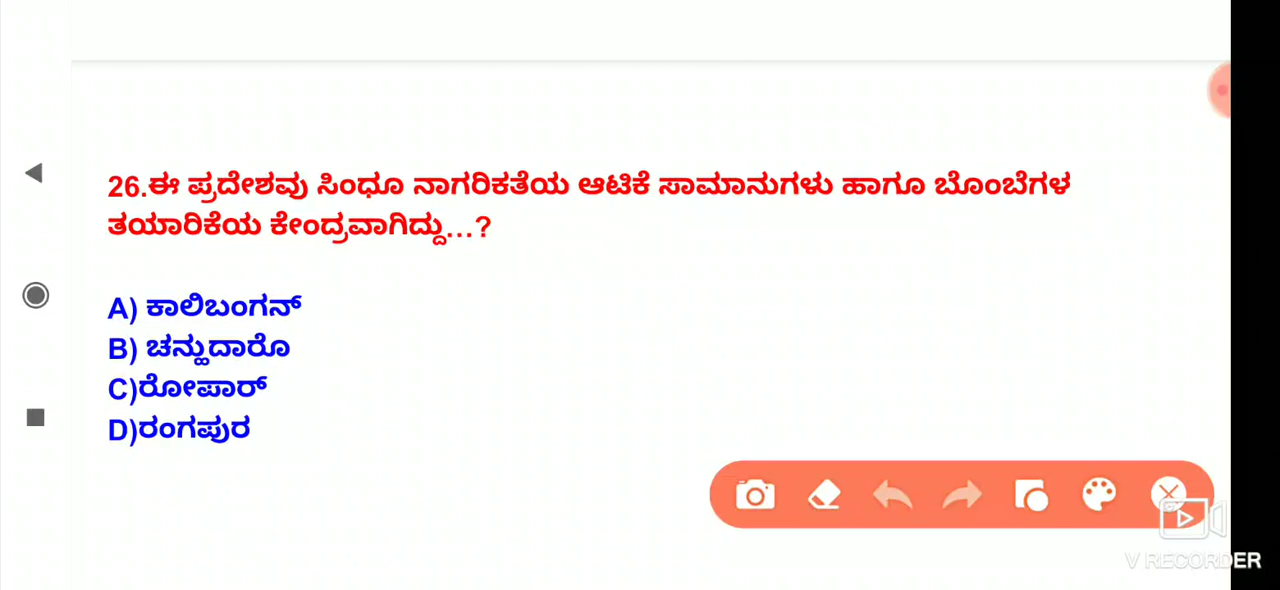 26.ಈ ಪ್ರದೇಶವು ಸಿಂಧೂ ನಾಗರಿಕತೆಯ ಆಟಿಕೆ ಸಾಮಾನುಗಳು ಹಾಗೂ ಬೊಂಬೆಗಳ
ತಯಾರಿಕೆಯ ಕೇಂದ್ರವಾಗಿದ್ದು...?
A) ಕಾಲಿಬಂಗನ್
B) ಚನ್ಹುದಾರೊ
C)ರೋಪಾರ್
D)ರಂಗಪುರ
V RECORDER